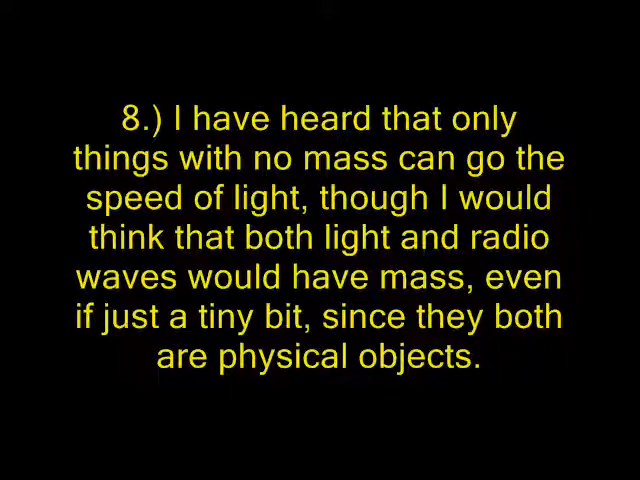 8.) I have heard that only
things with no mass can go the
speed of light, though I would
think that both light and radio
waves would have mass, even
if just a tiny bit, since they both
are physical objects.